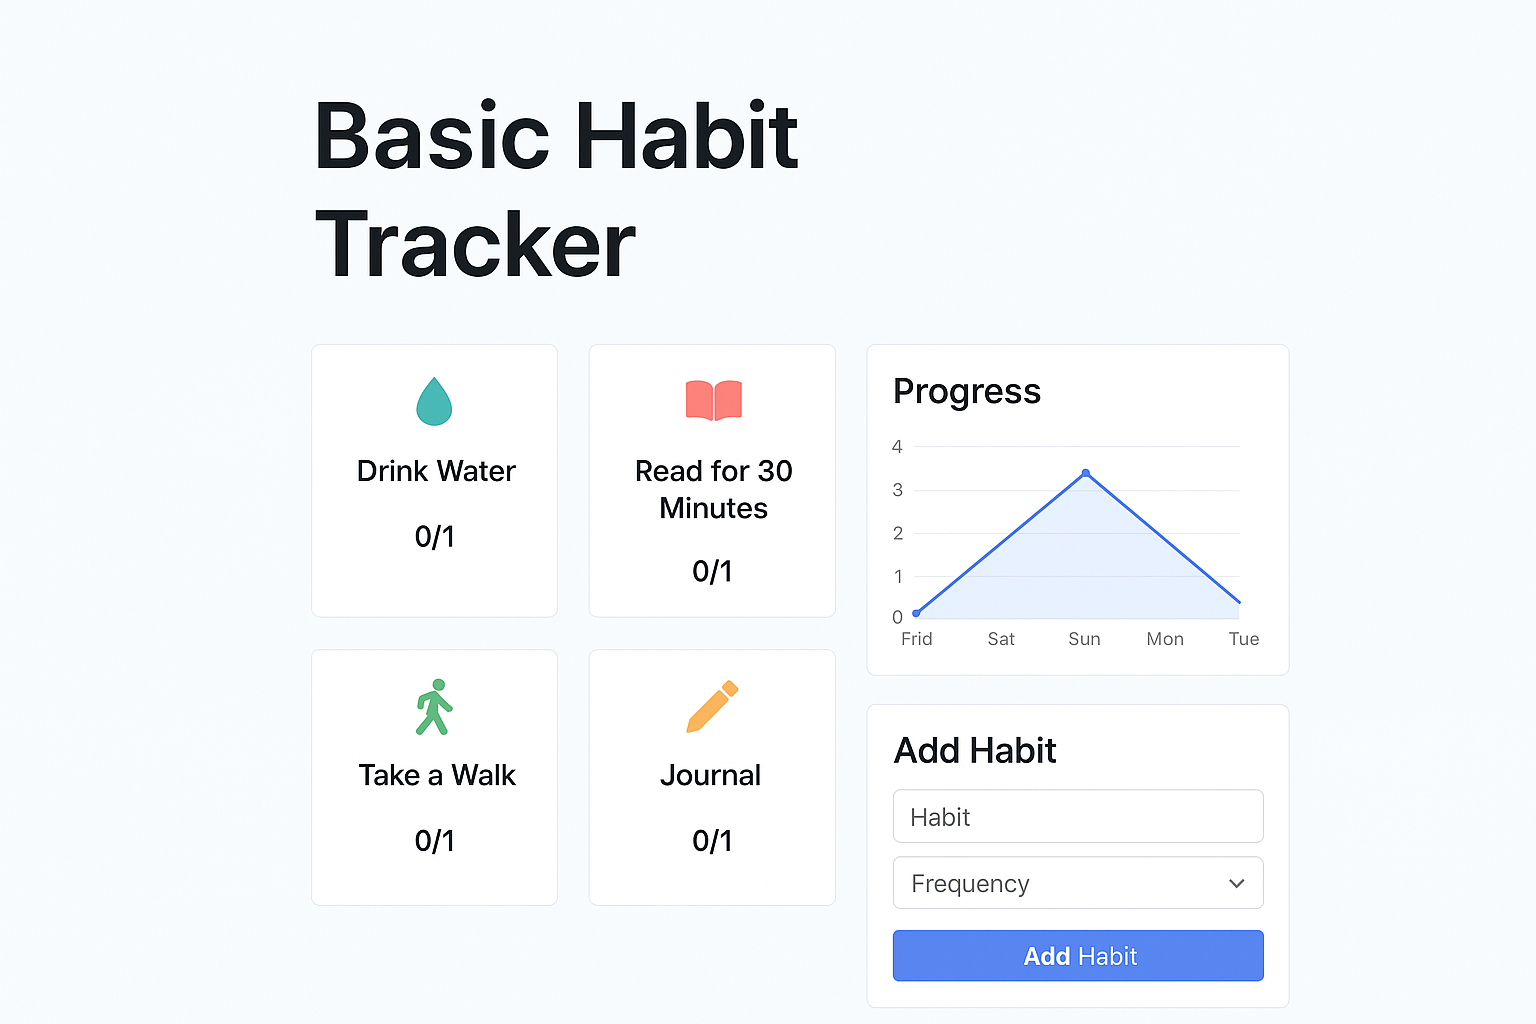 Basic Habit
Tracker
Drink Water
0/1
Read for 30
Minutes
0/1
Take a Walk
0/1
Journal
0/1
Progress
4
3
2
1
0
Frid Sat Sun Mon Tue
Add Habit
Habit
Frequency
Add Habit